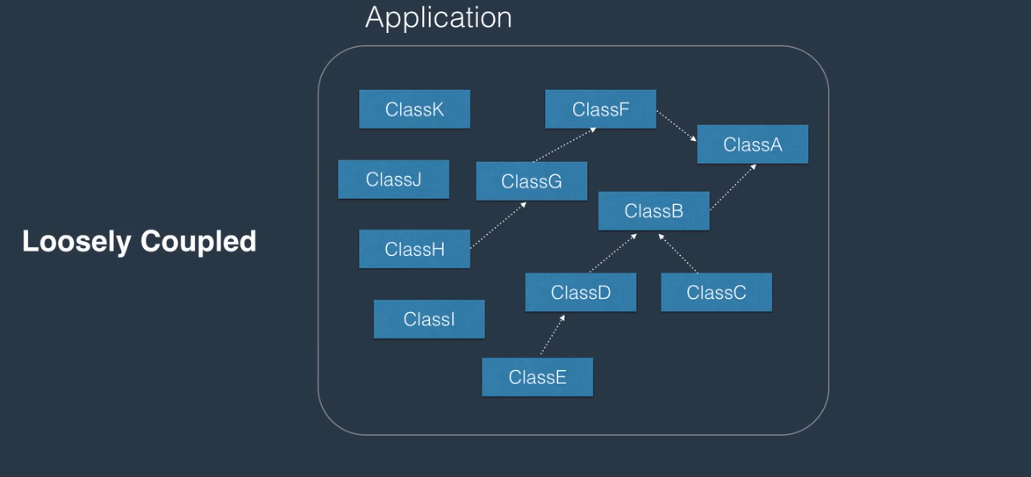 Application
ClassK
ClassF
ClassA
ClassJ
ClassG
ClassB
Loosely Coupled
ClassH
ClassD
ClassC
ClassI
ClassE